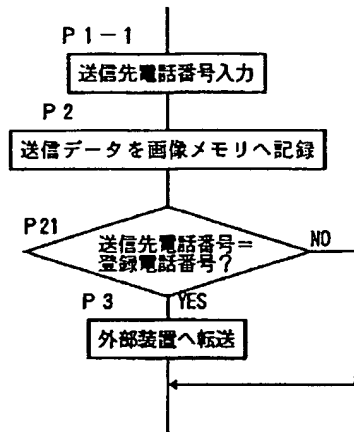 P1-1
送信先電話番号入力
P2
送信データを画像メモリへ記録
P21
送信先電話番号=
登録電話番号?
NO
P3
YES
外部装置へ転送